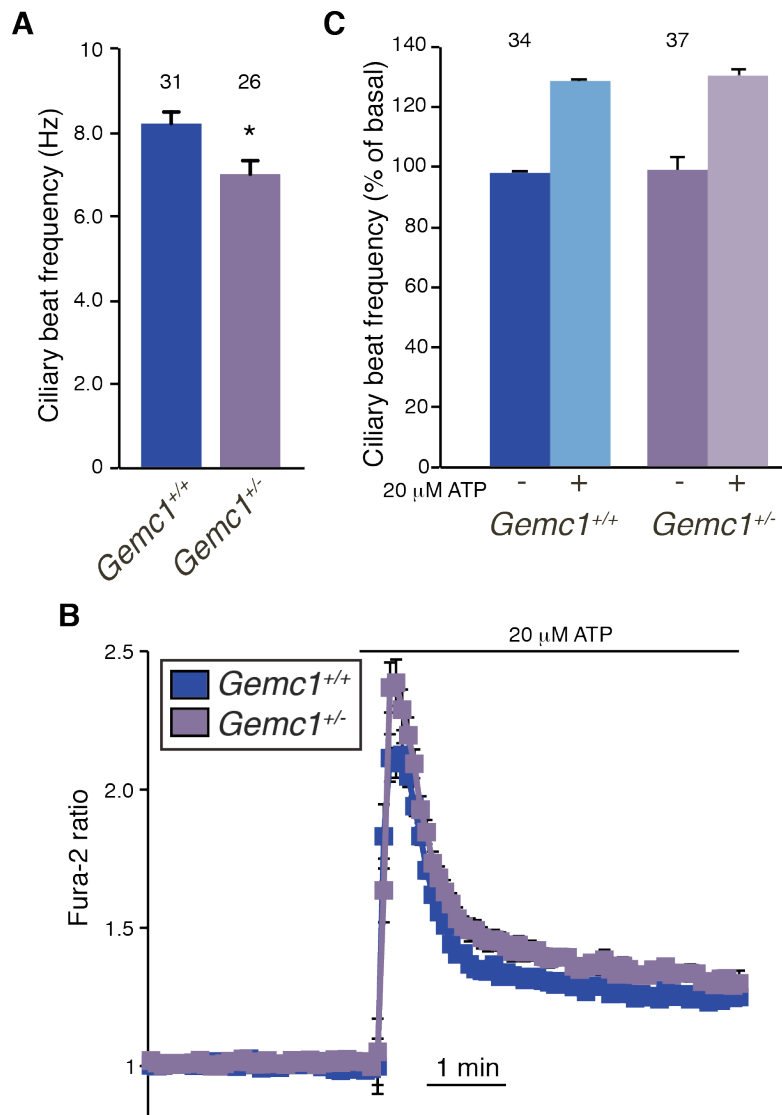 A
10
8.0
6.0
4.0
2.0
0
Ciliary beat frequency (Hz)
31
26
*
Gemc1+/+
Gemc1+/-
C
140
120
100
80
60
40
20
0
Ciliary beat frequency (% of basal)
34
37
20 μM ATP - + - +
Gemc1+/+ Gemc1+/-
B
20 μM ATP
2.5
2.0
1.5
1
Fura-2 ratio
Gemc1+/+
Gemc1+/-
1 min